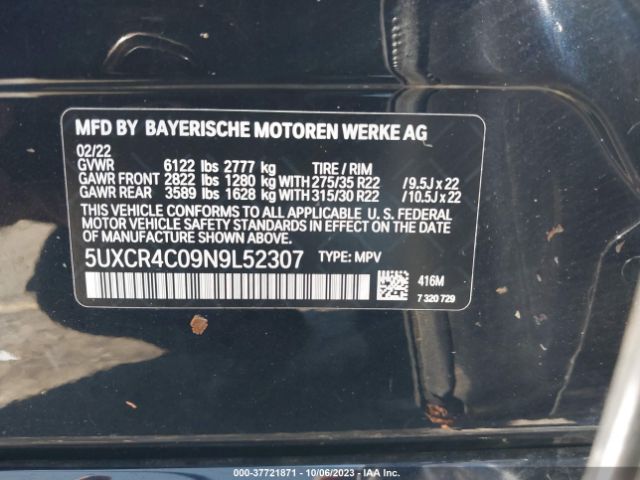 MFD BY BAYERISCHE MOTOREN WERKE AG
02/22
GVWR 6122 lbs 2777 kg TIRE / RIM
GAWR FRONT 2822 lbs 1280 kg WITH 275/35 R22 / 9.5J x 22
GAWR REAR 3589 lbs 1628 kg WITH 315/30 R22 / 10.5J x 22
THIS VEHICLE CONFORMS TO ALL APPLICABLE U. S. FEDERAL
MOTOR VEHICLE SAFETY STANDARDS IN EFFECT ON THE DATE
OF MANUFACTURE SHOWN ABOVE.
5UXCR4C09N9L52307 TYPE: MPV
416M
7 320 729
000-37721871 | 10/06/2023 | © IAA Inc.